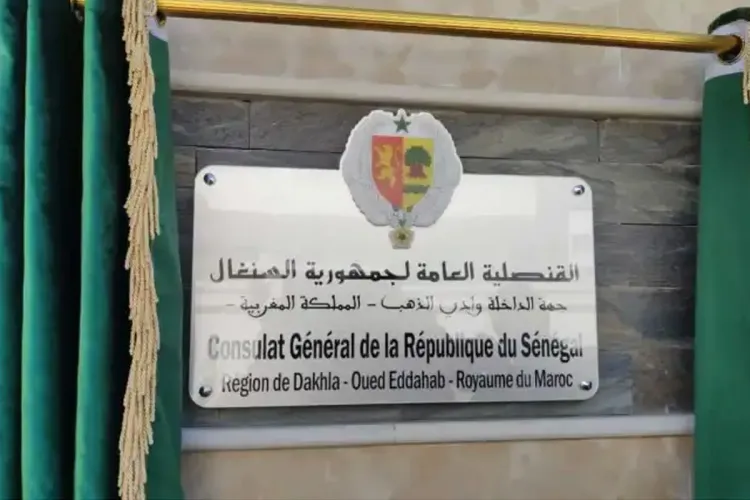 القنصلية العامة لجمهورية السنغال
جهة الداخلة وادي الذهب - المملكة المغربية -
Consulat Général de la République du Sénégal
Region de Dakhla - Oued Eddahab - Royaume du Maroc